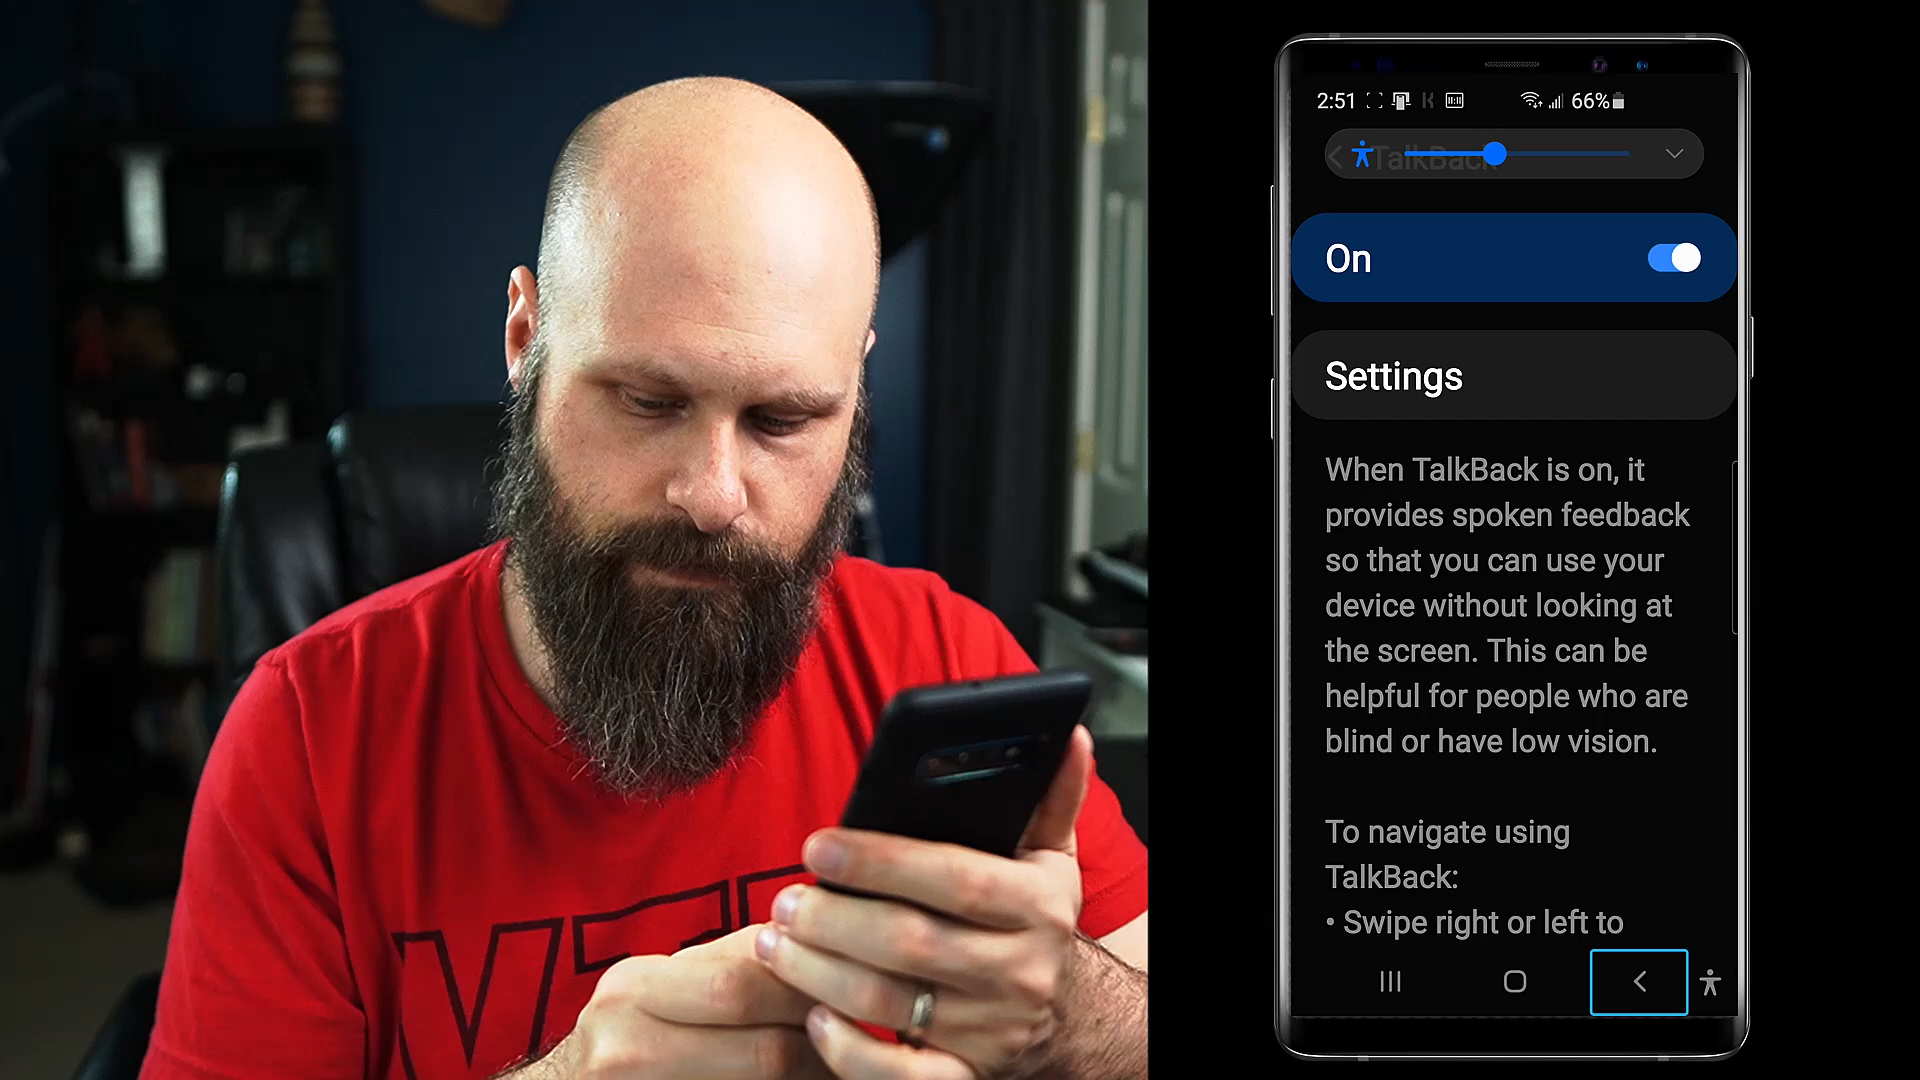 2:51
66%
TalkBack
On
Settings
When TalkBack is on, it
provides spoken feedback
so that you can use your
device without looking at
the screen. This can be
helpful for people who are
blind or have low vision.
To navigate using
TalkBack:
• Swipe right or left to